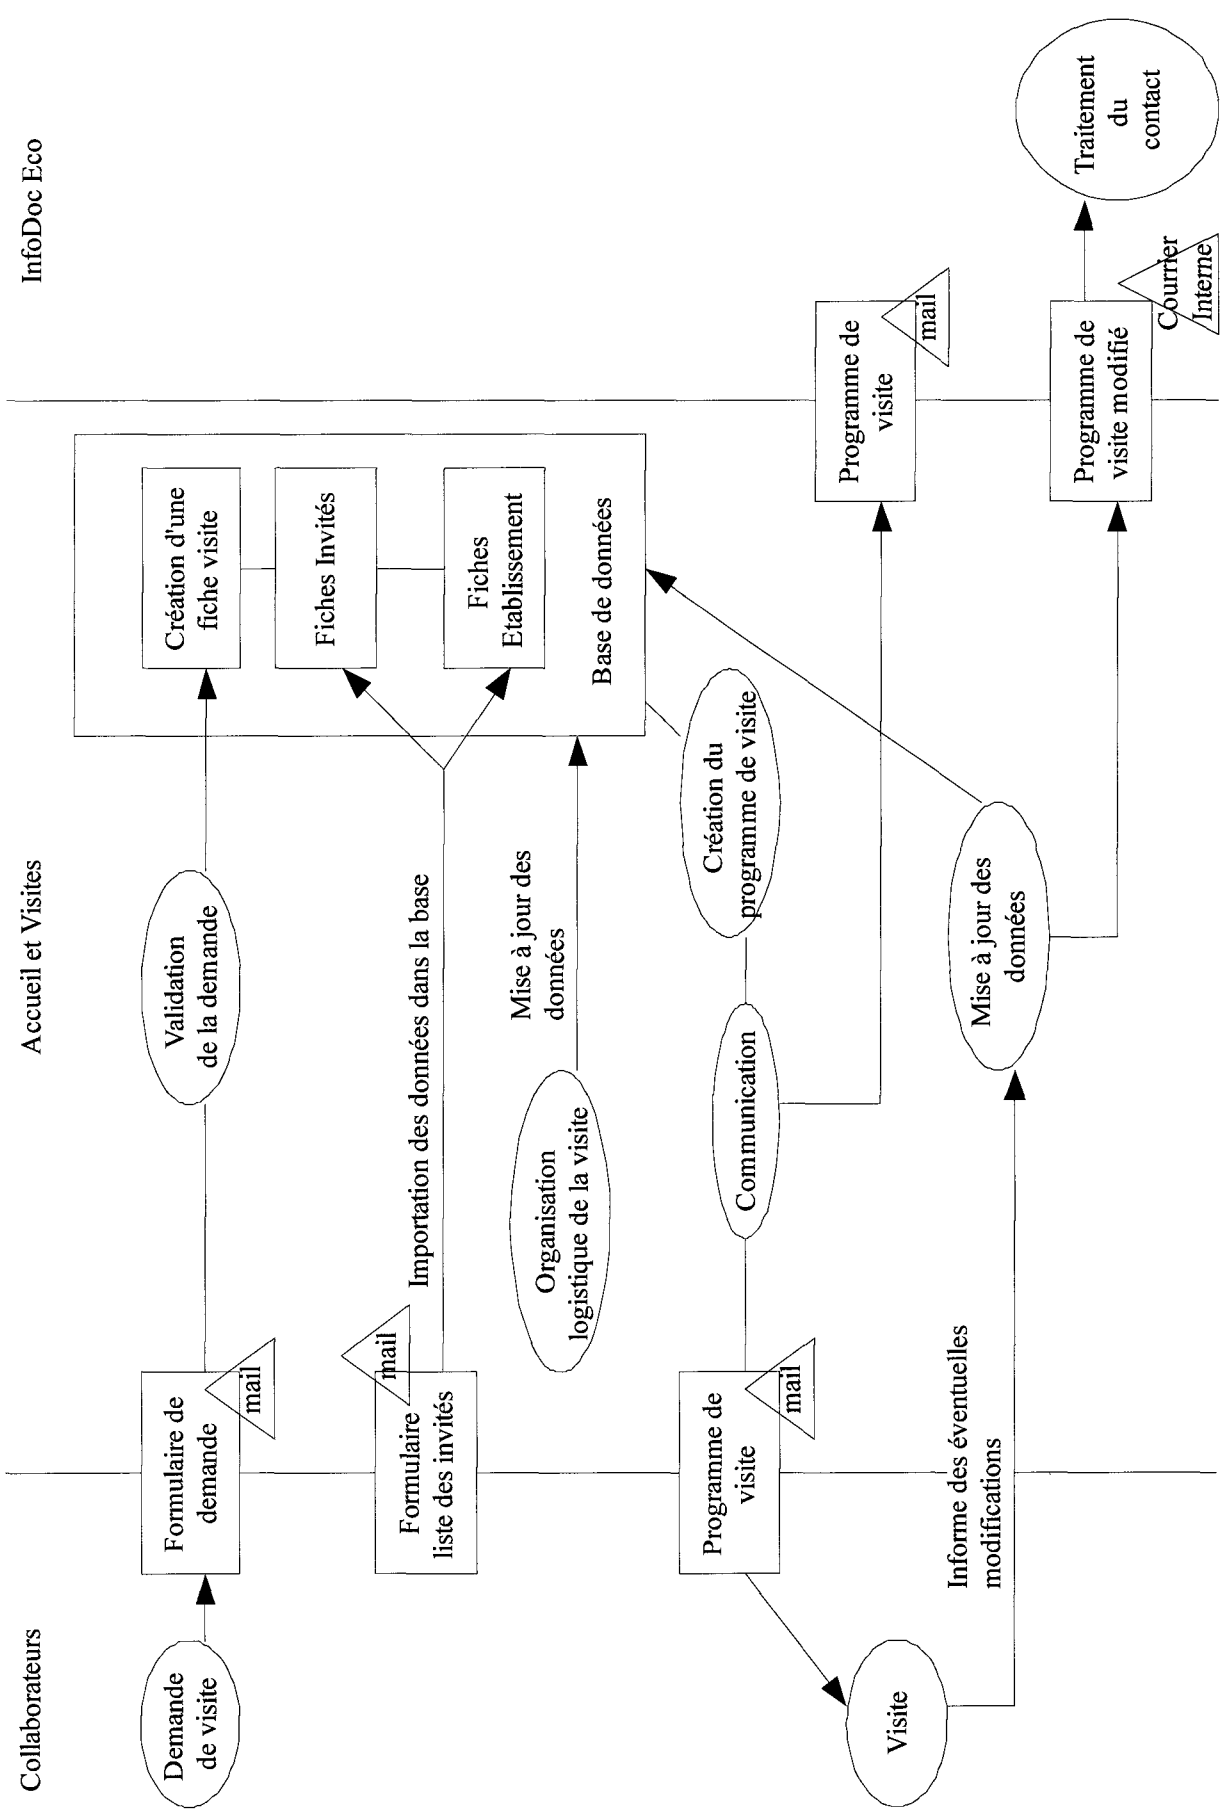 Collaborateurs
Accueil et Visites
InfoDoc Eco
Demande
de visite
Formulaire de
demande
mail
Validation
de la demande
Création d'une
fiche visite
Fiches Invités
Fiches
Etablissement
Base de données
Formulaire
liste des invités
mail
Importation des données dans la base
Organisation
logistique de la visite
Mise à jour des
données
Programme de
visite
mail
Communication
Création du
programme de visite
Programme de
visite
mail
Visite
Informe des éventuelles
modifications
Mise à jour des
données
Programme de
visite modifié
Courrier
Interne
Traitement
du
contact